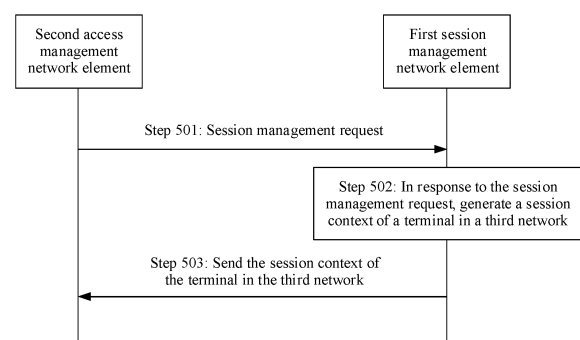 Second access
management
network element
First session
management
network element
Step 501: Session management request
Step 502: In response to the session
management request, generate a session
context of a terminal in a third network
Step 503: Send the session context of
the terminal in the third network